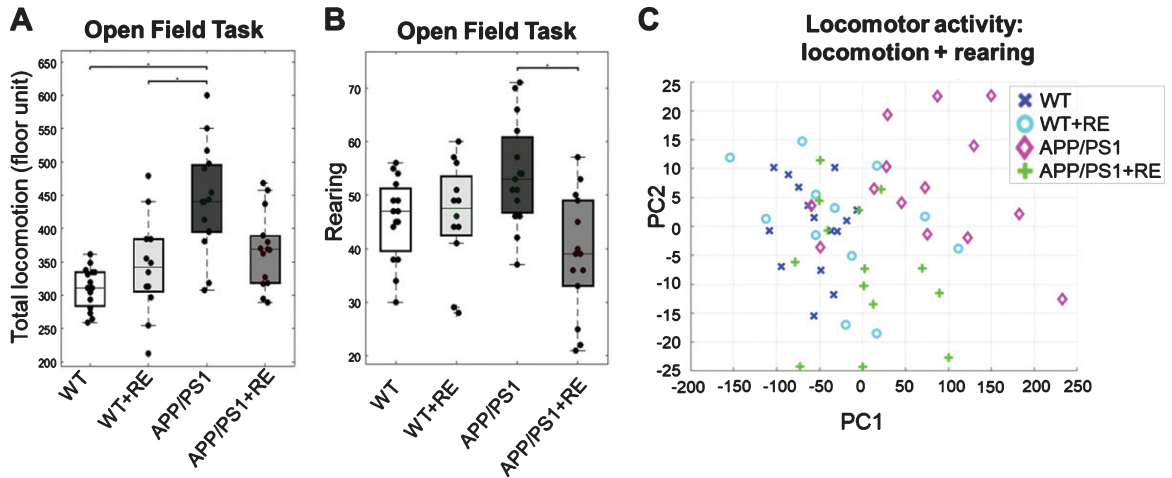 A
Open Field Task
Total locomotion (floor unit)
650
600
550
500
450
400
350
300
250
200
WT
WT+RE
APP/PS1
APP/PS1+RE
B
Open Field Task
Rearing
70
60
50
40
30
20
WT
WT+RE
APP/PS1
APP/PS1+RE
C
Locomotor activity:
locomotion + rearing
PC2
25
20
15
10
5
0
-5
-10
-15
-20
-25
-200 -150 -100 -50 0 50 100 150 200 250
PC1
WT
WT+RE
APP/PS1
APP/PS1+RE